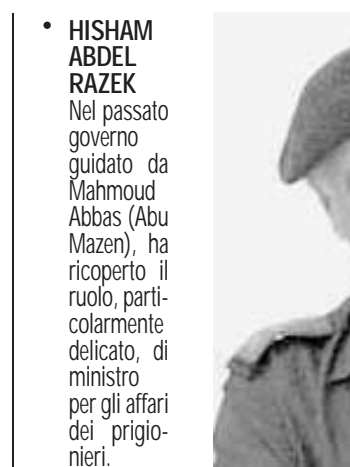 • HISHAM
ABDEL
RAZEK
Nel passato
governo
guidato da
Mahmoud
Abbas (Abu
Mazen), ha
ricoperto il
ruolo, parti-
colarmente
delicato, di
ministro
per gli affari
dei prigio-
nieri.